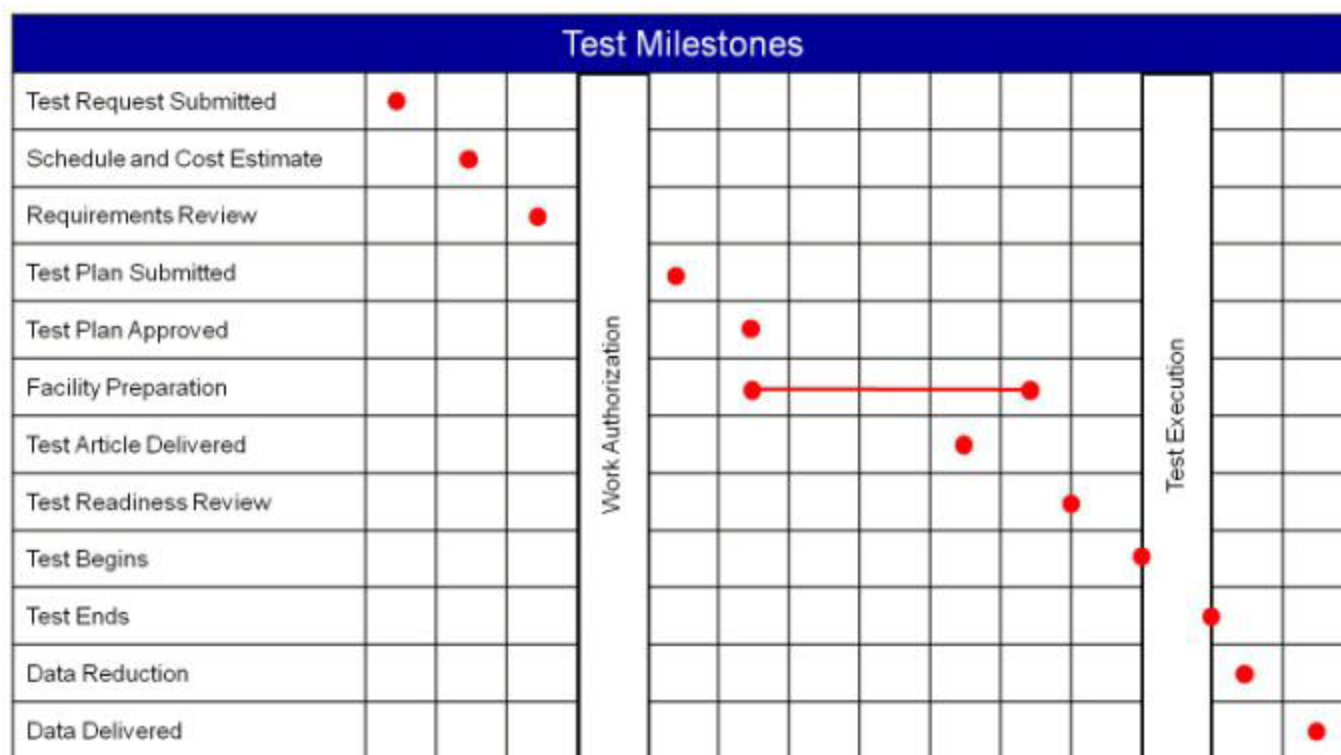 Test Milestones
Test Request Submitted
Schedule and Cost Estimate
Requirements Review
Test Plan Submitted
Test Plan Approved
Facility Preparation
Test Article Delivered
Test Readiness Review
Test Begins
Test Ends
Data Reduction
Data Delivered
Work Authorization
Test Execution